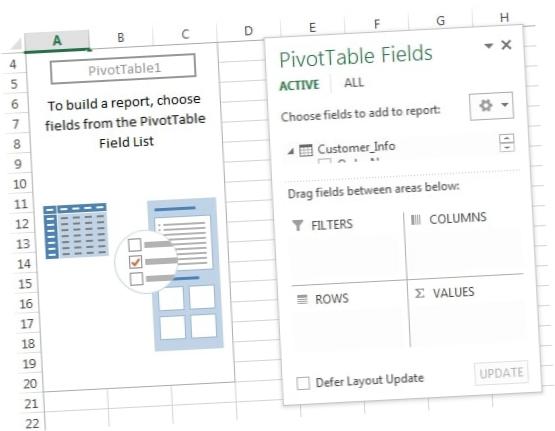 A B C D E F G H
4
5
6
7
8
9
10
11
12
13
14
15
16
17
18
19
20
21
22
PivotTable1
To build a report, choose
fields from the PivotTable
Field List
PivotTable Fields
ACTIVE ALL
Choose fields to add to report:
Customer_Info
Drag fields between areas below:
FILTERS
COLUMNS
ROWS
Σ VALUES
Defer Layout Update
UPDATE